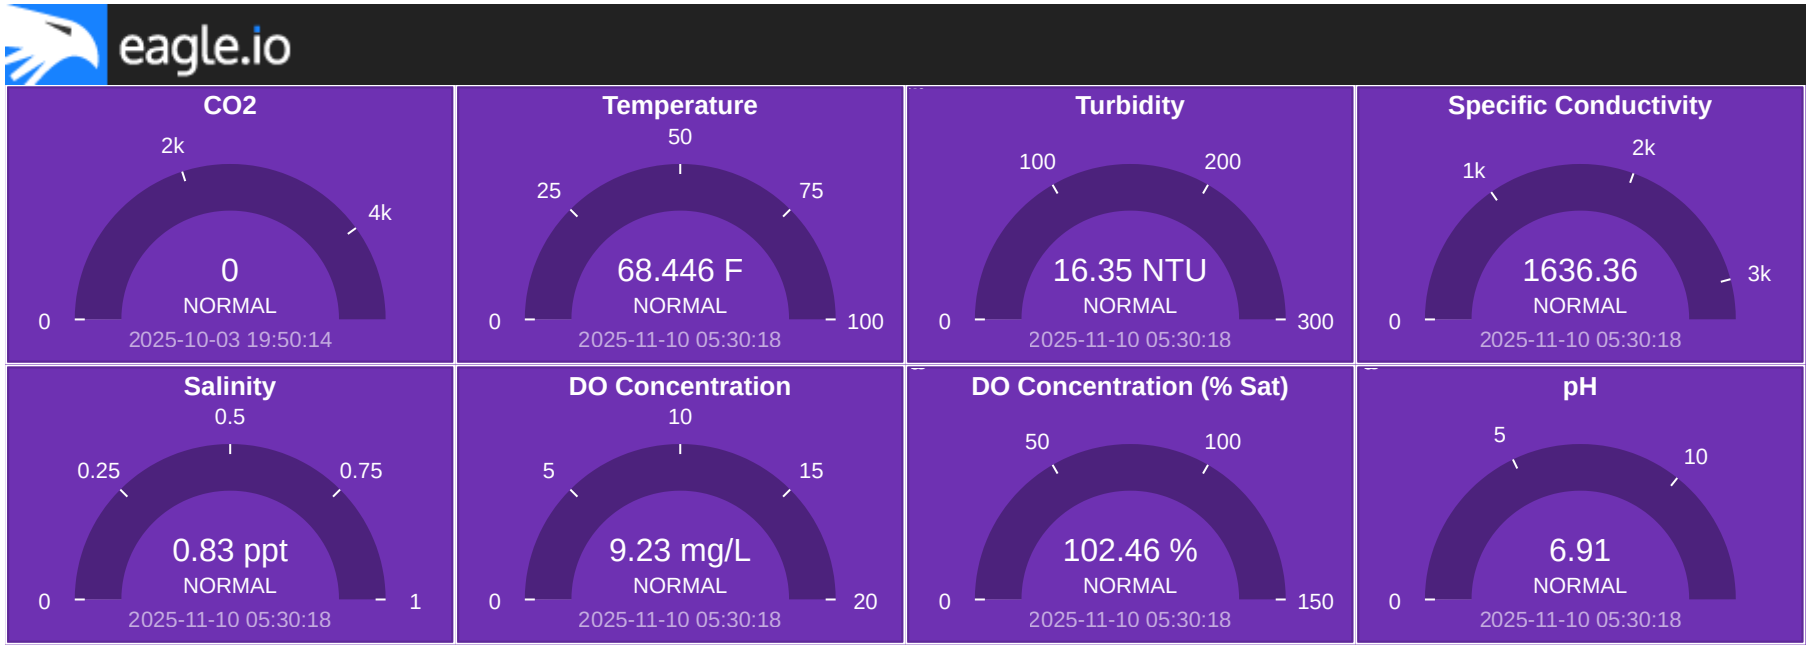 eagle.io
CO2
2k
4k
0
0
NORMAL
2025-10-03 19:50:14
Temperature
50
25
75
68.446 F
NORMAL
0
100
2025-11-10 05:30:18
Turbidity
100
200
16.35 NTU
NORMAL
0
300
2025-11-10 05:30:18
Specific Conductivity
2k
1k
3k
1636.36
NORMAL
0
2025-11-10 05:30:18
Salinity
0.5
0.25
0.75
0.83 ppt
NORMAL
0
1
2025-11-10 05:30:18
DO Concentration
10
5
15
9.23 mg/L
NORMAL
0
20
2025-11-10 05:30:18
DO Concentration (% Sat)
50
100
102.46 %
NORMAL
0
150
2025-11-10 05:30:18
pH
5
10
6.91
NORMAL
0
2025-11-10 05:30:18